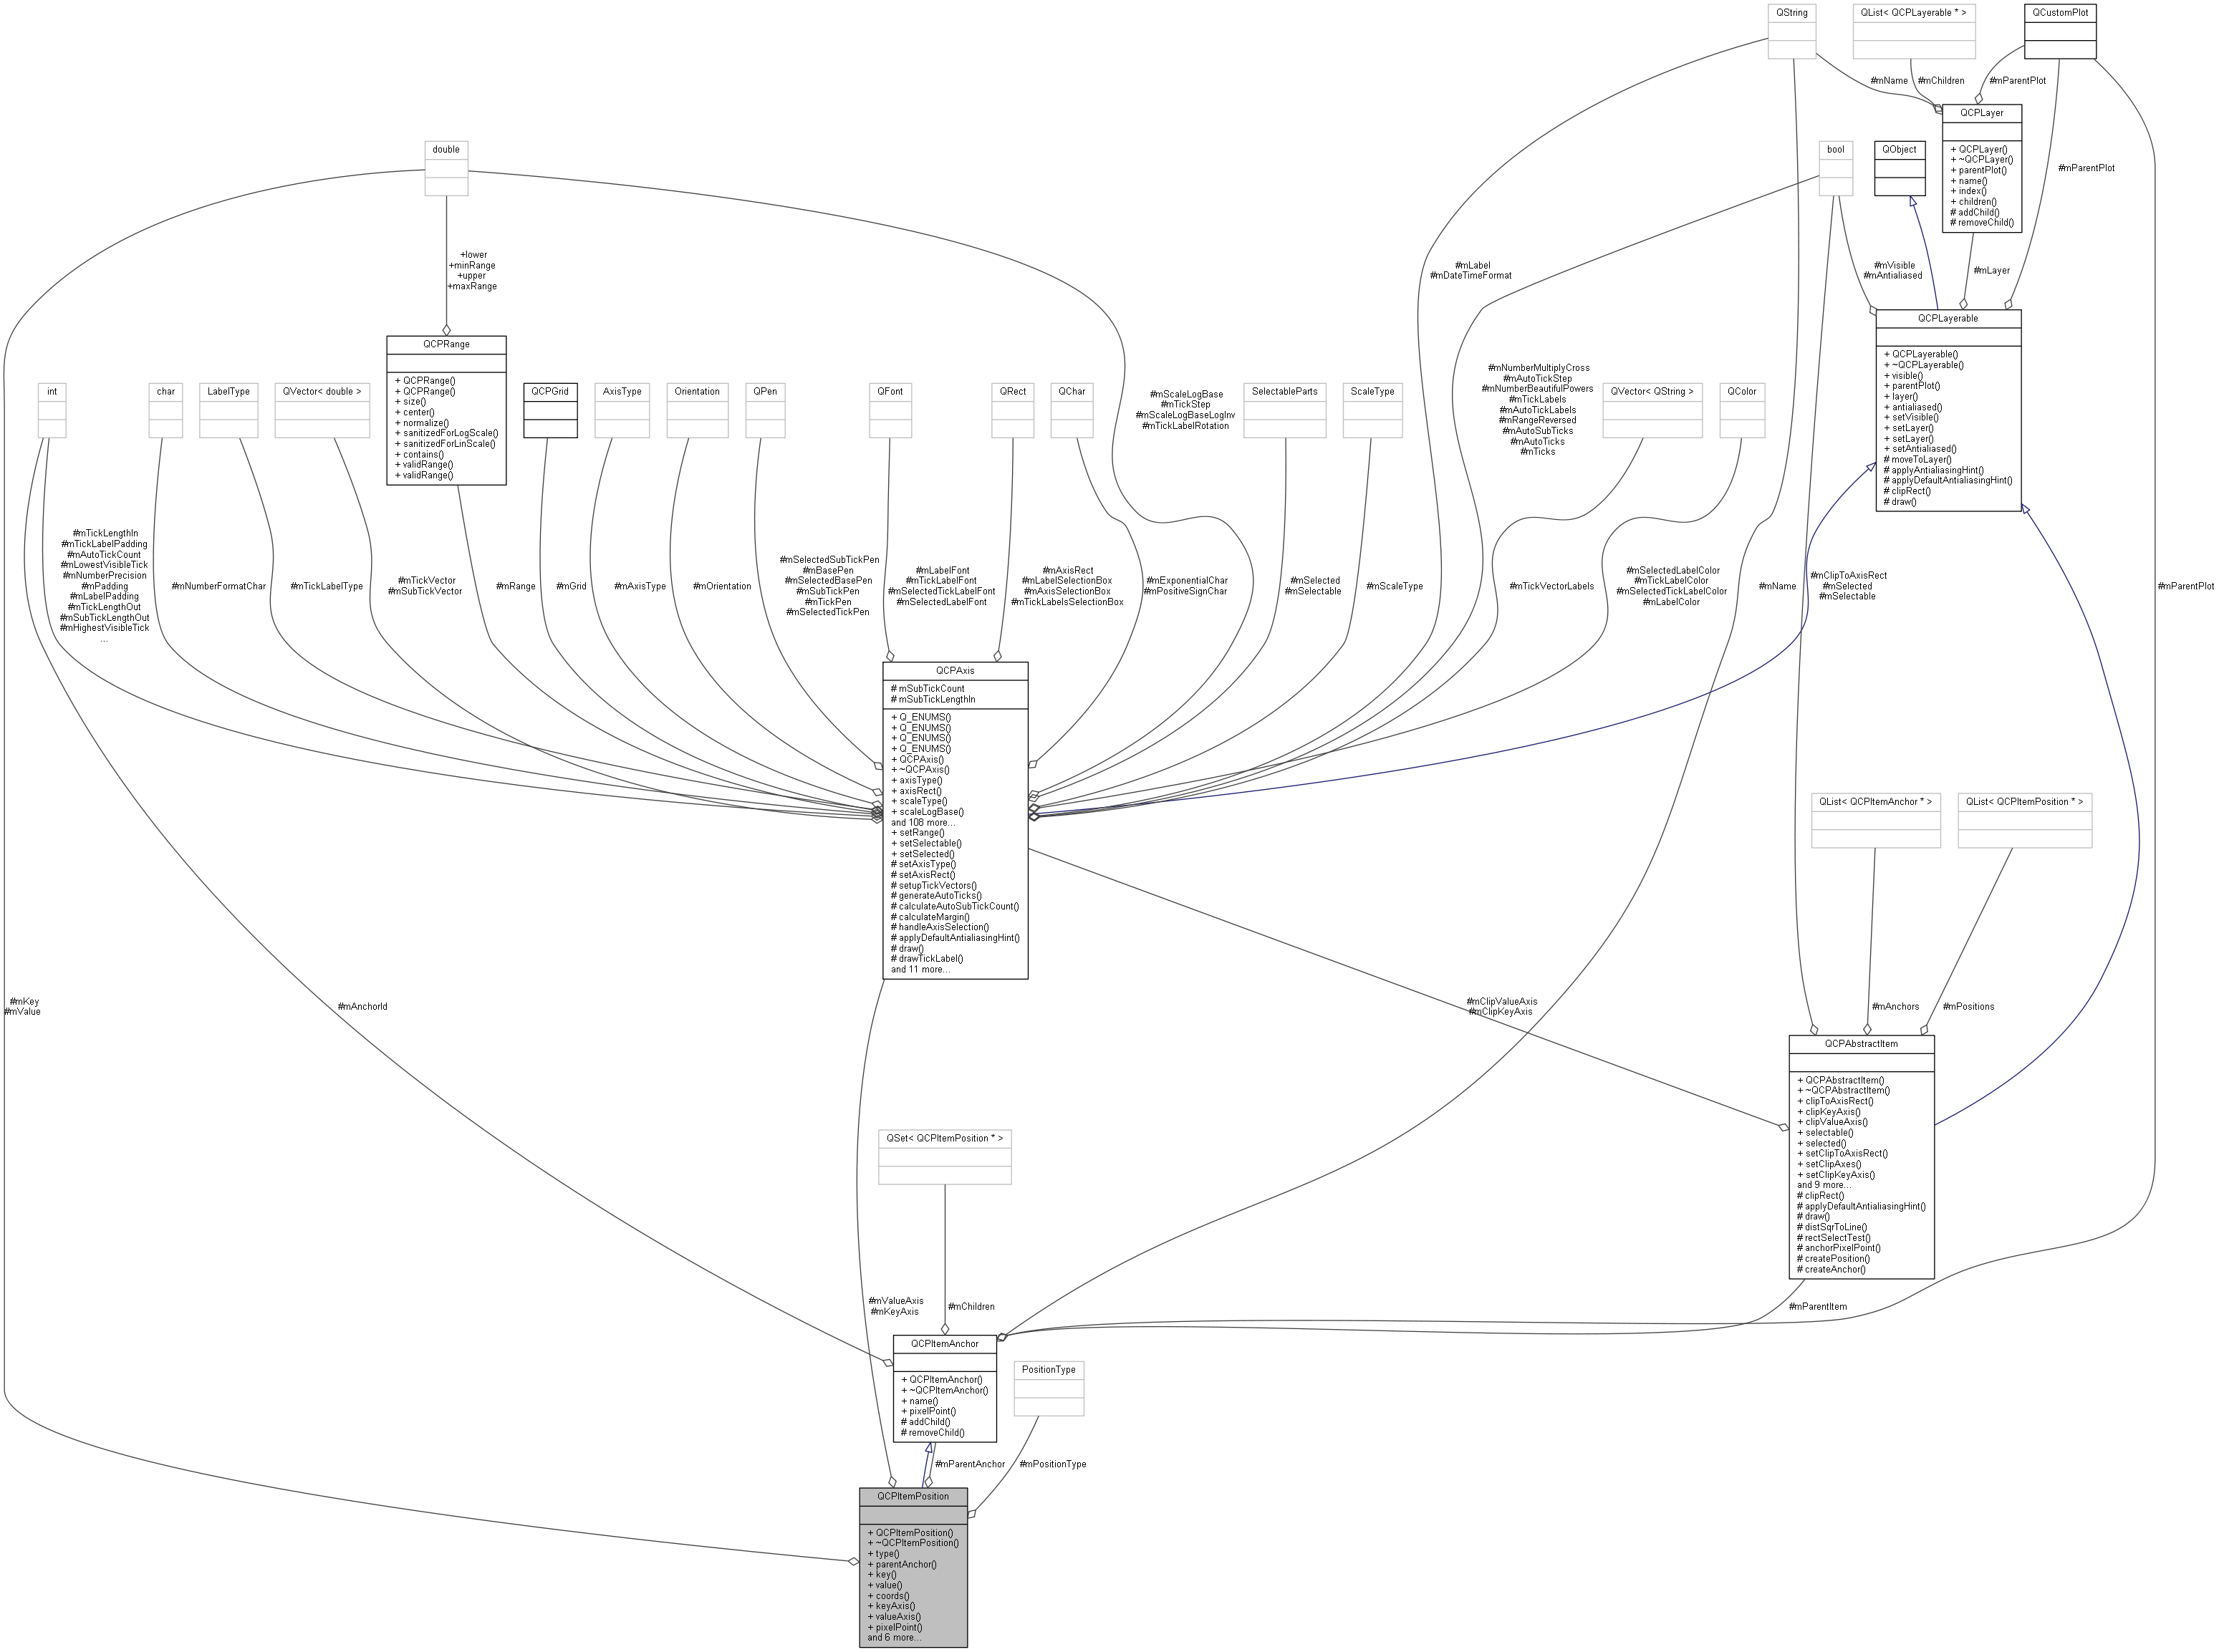 QString
QList< QCPLayerable * >
QCustomPlot
#mName
#mChildren
#mParentPlot
QCPLayer
+ QCPLayer()
+ ~QCPLayer()
+ parentPlot()
+ name()
+ index()
+ children()
# addChild()
# removeChild()
double
bool
QObject
#mParentPlot
+lower
+minRange
+upper
+maxRange
#mLabel
#mDateTimeFormat
#mVisible
#mAntialiased
#mLayer
QCPLayerable
+ QCPLayerable()
+ ~QCPLayerable()
+ visible()
+ parentPlot()
+ layer()
+ antialiased()
+ setVisible()
+ setLayer()
+ setLayer()
+ setAntialiased()
# moveToLayer()
# applyAntialiasingHint()
# applyDefaultAntialiasingHint()
# clipRect()
# draw()
QCPRange
+ QCPRange()
+ QCPRange()
+ size()
+ center()
+ normalize()
+ sanitizedForLogScale()
+ sanitizedForLinScale()
+ contains()
+ validRange()
+ validRange()
int
char
LabelType
QVector< double >
QCPGrid
AxisType
Orientation
QPen
QFont
QRect
QChar
#mScaleLogBase
#mTickStep
#mScaleLogBaseLogInv
#mTickLabelRotation
SelectableParts
ScaleType
#mNumberMultiplyCross
#mAutoTickStep
#mNumberBeautifulPowers
#mTickLabels
#mAutoTickLabels
#mRangeReversed
#mAutoSubTicks
#mAutoTicks
#mTicks
QVector< QString >
QColor
#mTickLengthIn
#mTickLabelPadding
#mAutoTickCount
#mLowestVisibleTick
#mNumberPrecision
#mPadding
#mLabelPadding
#mTickLengthOut
#mSubTickLengthOut
#mHighestVisibleTick
...
#mNumberFormatChar
#mTickLabelType
#mTickVector
#mSubTickVector
#mRange
#mGrid
#mAxisType
#mOrientation
#mSelectedSubTickPen
#mBasePen
#mSelectedBasePen
#mSubTickPen
#mTickPen
#mSelectedTickPen
#mLabelFont
#mTickLabelFont
#mSelectedTickLabelFont
#mSelectedLabelFont
#mAxisRect
#mLabelSelectionBox
#mAxisSelectionBox
#mTickLabelsSelectionBox
#mExponentialChar
#mPositiveSignChar
#mSelected
#mSelectable
#mScaleType
#mTickVectorLabels
#mSelectedLabelColor
#mTickLabelColor
#mSelectedTickLabelColor
#mLabelColor
#mName
#mClipToAxisRect
#mSelected
#mSelectable
#mParentPlot
QCPAxis
# mSubTickCount
# mSubTickLengthIn
+ Q_ENUMS()
+ Q_ENUMS()
+ Q_ENUMS()
+ Q_ENUMS()
+ QCPAxis()
+ ~QCPAxis()
+ axisType()
+ axisRect()
+ scaleType()
+ scaleLogBase()
and 108 more...
+ setRange()
+ setSelectable()
+ setSelected()
# setAxisType()
# setAxisRect()
# setupTickVectors()
# generateAutoTicks()
# calculateAutoSubTickCount()
# calculateMargin()
# handleAxisSelection()
# applyDefaultAntialiasingHint()
# draw()
# drawTickLabel()
and 11 more...
QList< QCPItemAnchor * >
QList< QCPItemPosition * >
#mKey
#mValue
#mAnchorId
#mClipValueAxis
#mClipKeyAxis
#mAnchors
#mPositions
QCPAbstractItem
+ QCPAbstractItem()
+ ~QCPAbstractItem()
+ clipToAxisRect()
+ clipKeyAxis()
+ clipValueAxis()
+ selectable()
+ selected()
+ setClipToAxisRect()
+ setClipAxes()
+ setClipKeyAxis()
and 9 more...
# clipRect()
# applyDefaultAntialiasingHint()
# draw()
# distSqrToLine()
# rectSelectTest()
# anchorPixelPoint()
# createPosition()
# createAnchor()
QSet< QCPItemPosition * >
#mValueAxis
#mKeyAxis
#mChildren
#mParentItem
QCPItemAnchor
+ QCPItemAnchor()
+ ~QCPItemAnchor()
+ name()
+ pixelPoint()
# addChild()
# removeChild()
PositionType
#mParentAnchor
#mPositionType
QCPItemPosition
+ QCPItemPosition()
+ ~QCPItemPosition()
+ type()
+ parentAnchor()
+ key()
+ value()
+ coords()
+ keyAxis()
+ valueAxis()
+ pixelPoint()
and 6 more...